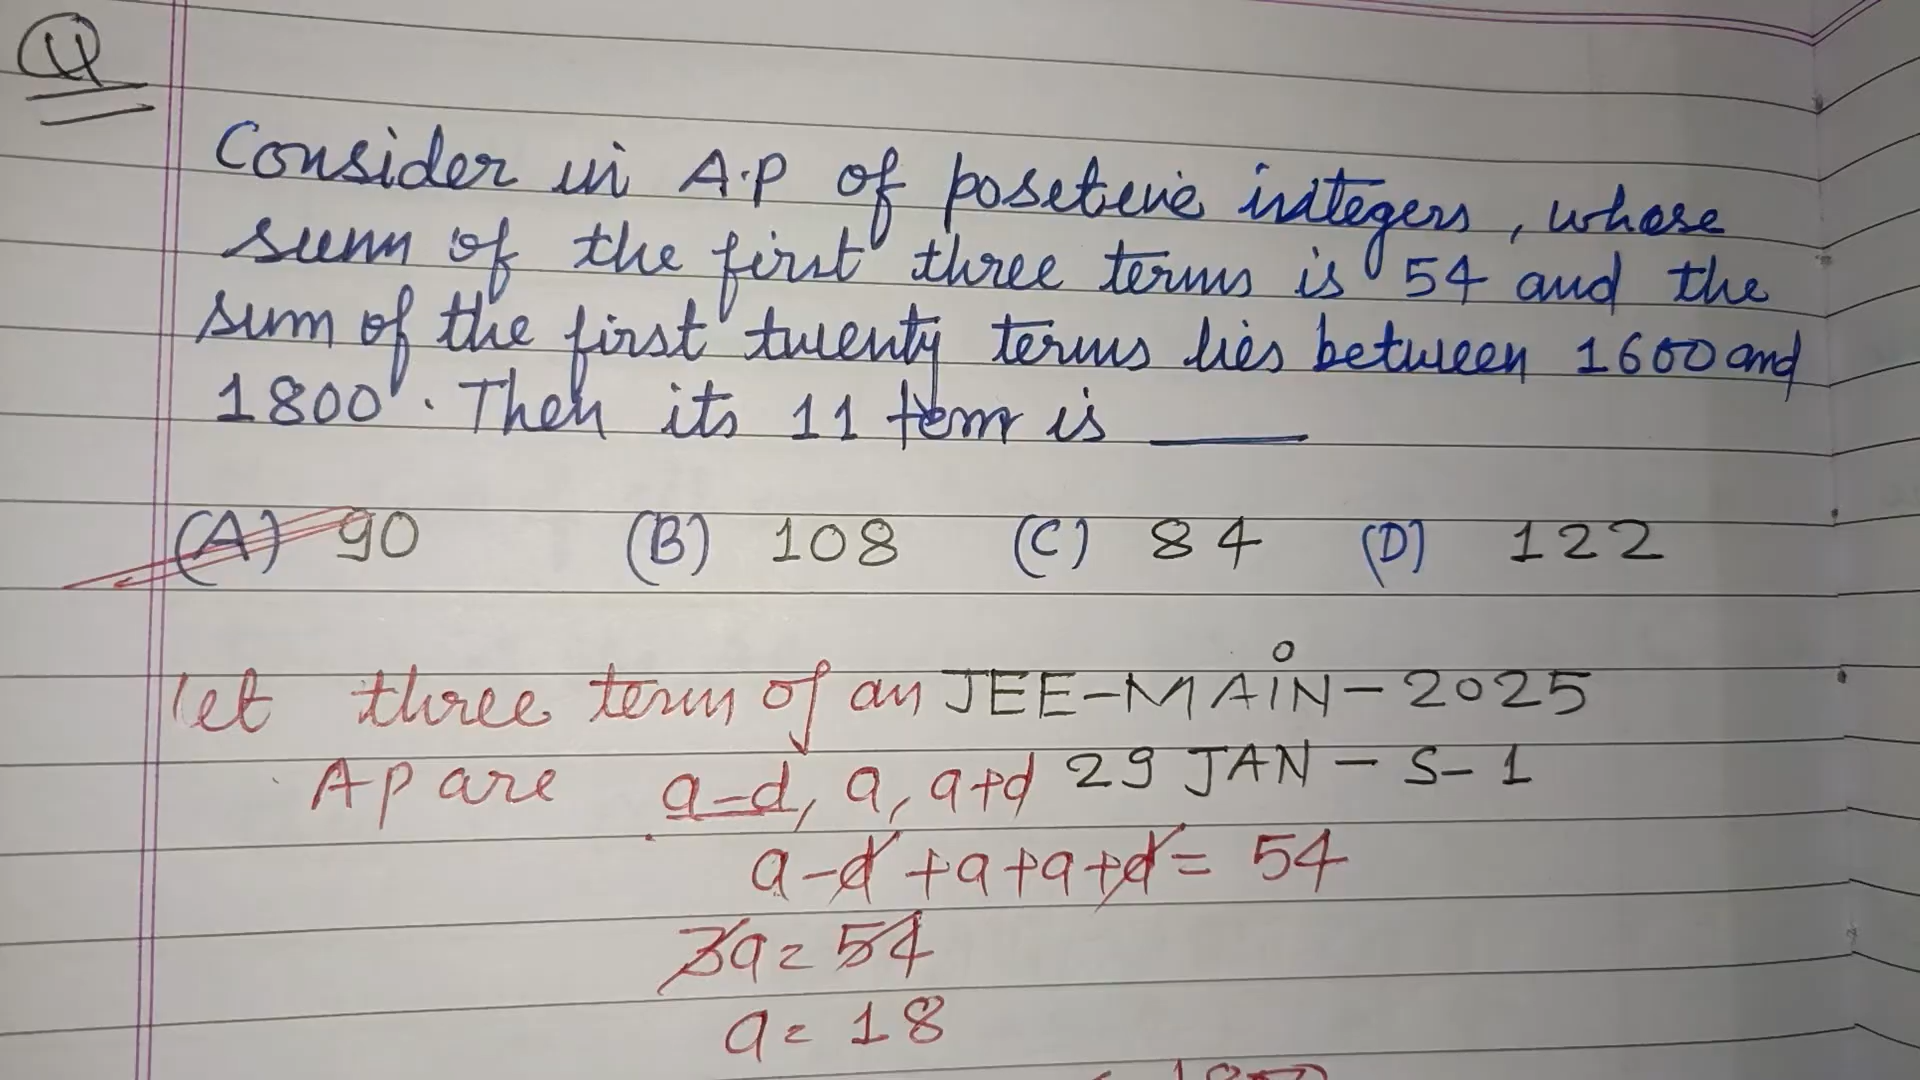 Q
Consider in A.P of poseteve integers, whose
sum of the first three terms is 54 and the
sum of the first twenty terms lies between 1600 and
1800. Then its 11 term is ____
(A) 90 (B) 108 (C) 84 (D) 122
let three term of an JEE-MAIN-2025
AP are a-d, a, a+d 29 JAN - S-1
a-d+a+a+d = 54
3a = 54
a = 18